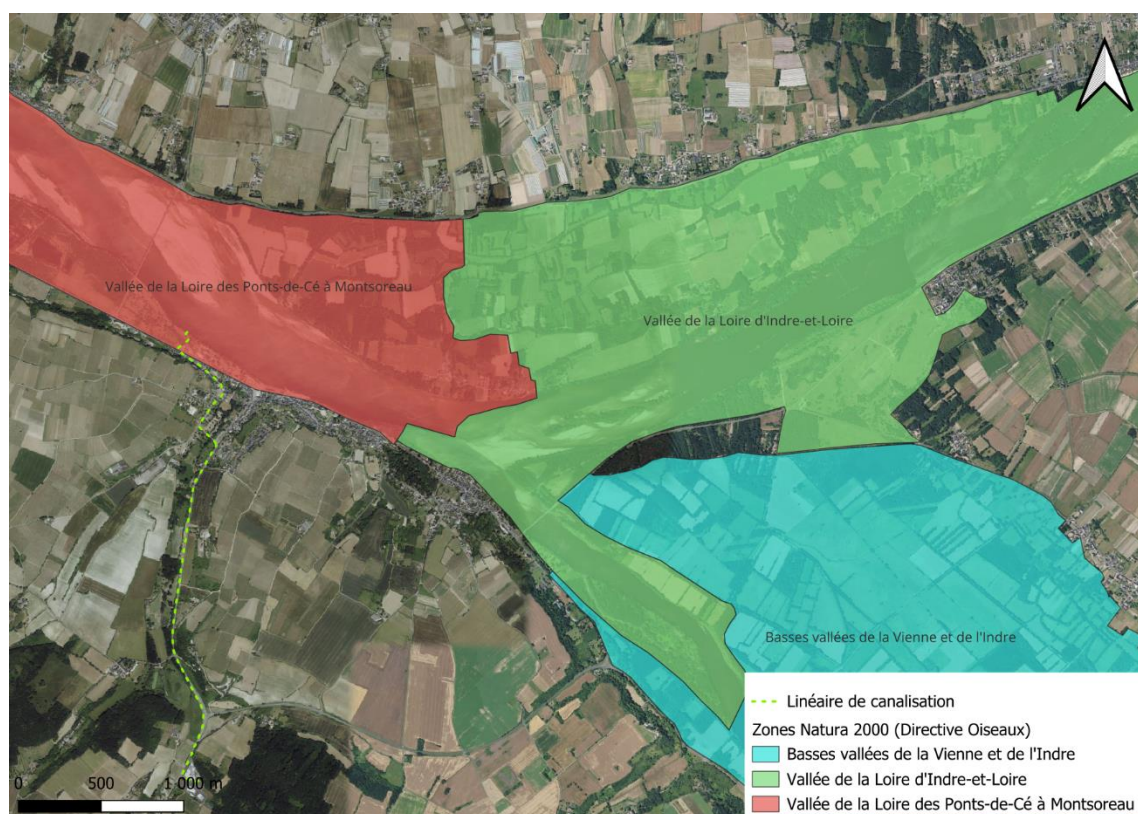 Vallée de la Loire des Ponts-de-Cé à Montsoreau
Vallée de la Loire d'Indre-et-Loire
Basses vallées de la Vienne et de l'Indre
0 500 1 000 m
Linéaire de canalisation
Zones Natura 2000 (Directive Oiseaux)
Basses vallées de la Vienne et de l'Indre
Vallée de la Loire d'Indre-et-Loire
Vallée de la Loire des Ponts-de-Cé à Montsoreau